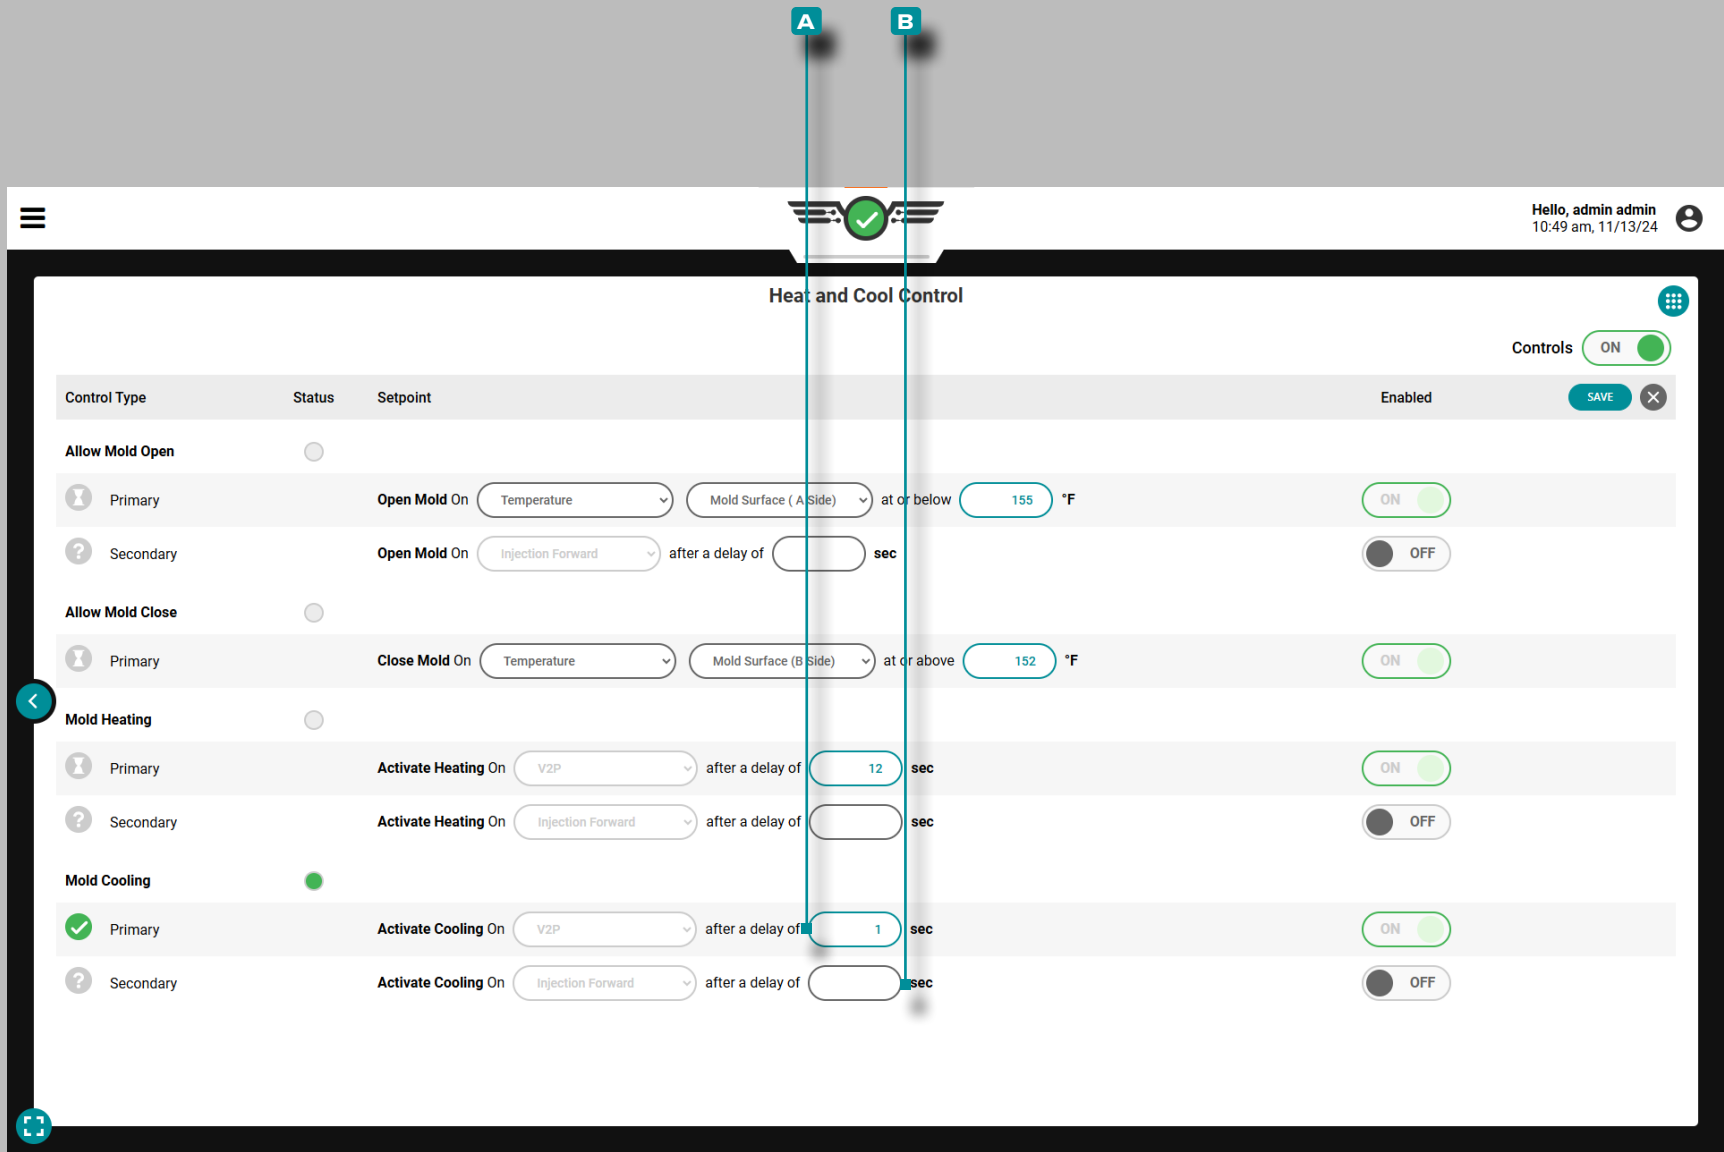 A B
Hello, admin admin
10:49 am, 11/13/24
Heat and Cool Control
Controls ON
Control Type Status Setpoint Enabled SAVE
Allow Mold Open
Primary Open Mold On Temperature Mold Surface ( A Side) at or below 155 °F ON
? Secondary Open Mold On Injection Forward after a delay of sec OFF
Allow Mold Close
Primary Close Mold On Temperature Mold Surface (B Side) at or above 152 °F ON
Mold Heating
Primary Activate Heating On V2P after a delay of 12 sec ON
? Secondary Activate Heating On Injection Forward after a delay of sec OFF
Mold Cooling
Primary Activate Cooling On V2P after a delay of 1 sec ON
? Secondary Activate Cooling On Injection Forward after a delay of sec OFF